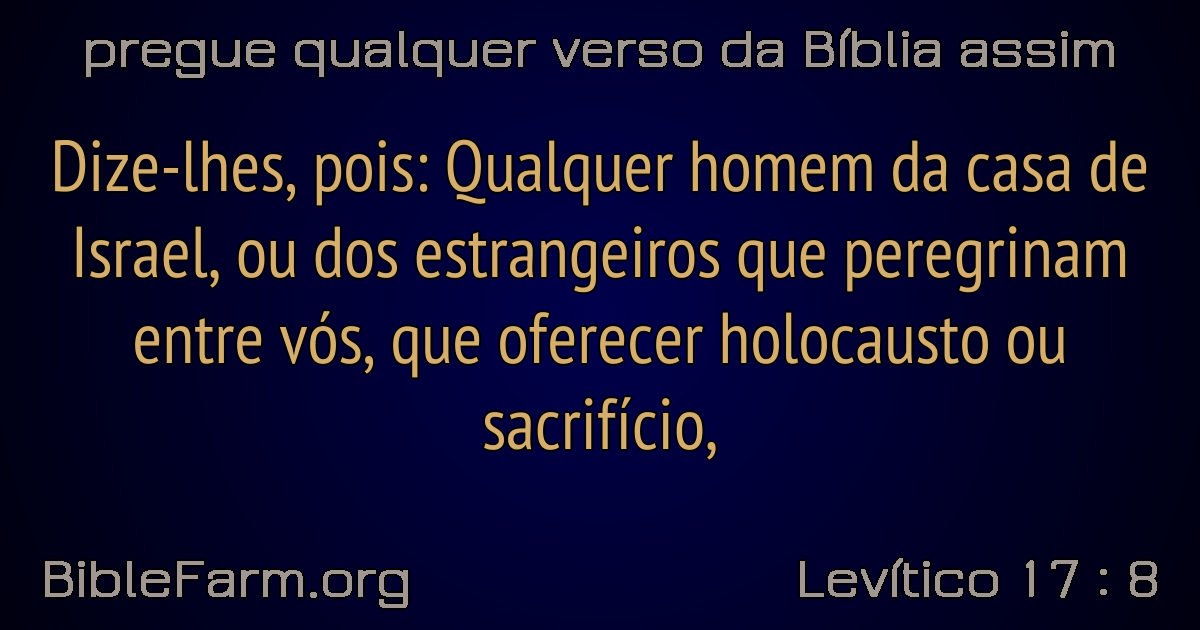 pregue qualquer verso da Bíblia assim
Dize-lhes, pois: Qualquer homem da casa de
Israel, ou dos estrangeiros que peregrinam
entre vós, que oferecer holocausto ou
sacrifício,
BibleFarm.org
Levítico 17 : 8